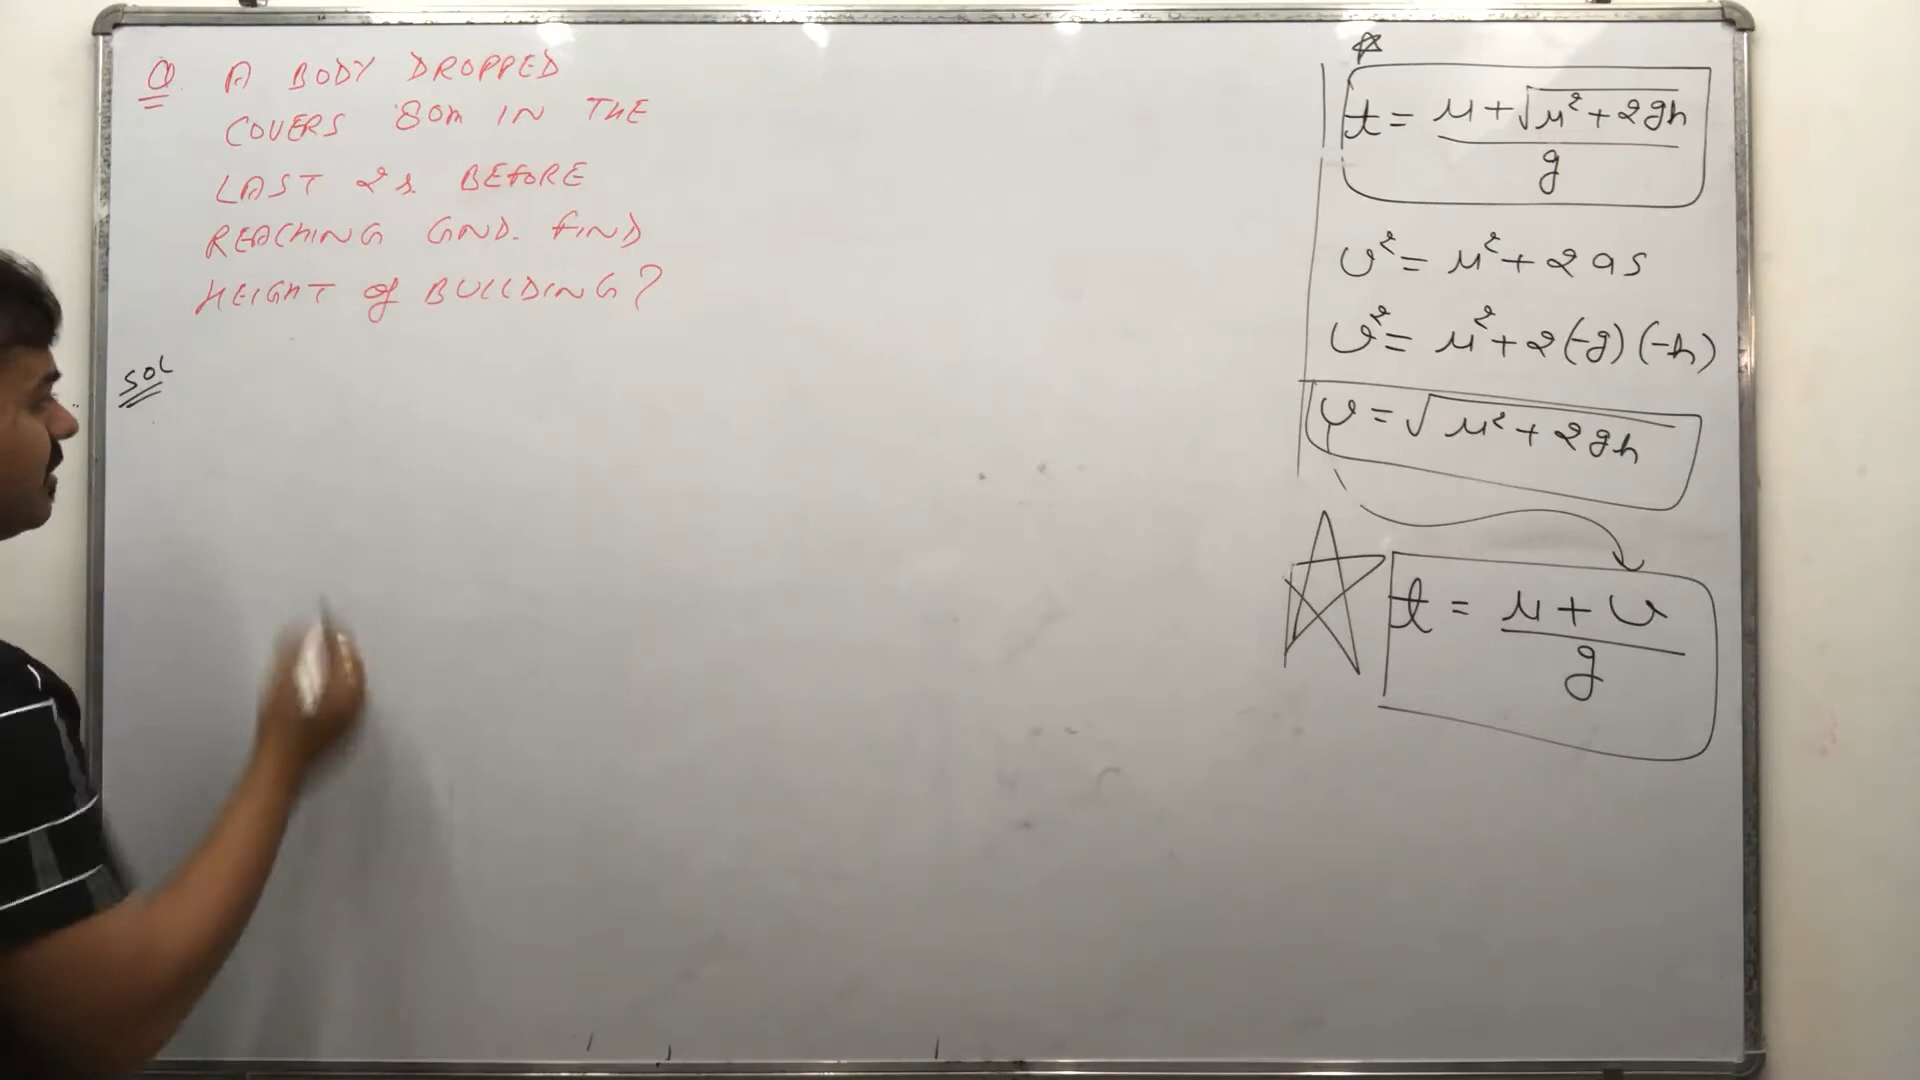 Q. A BODY DROPPED
COVERS 80m IN THE
LAST 2s. BEFORE
REACHING GND. FIND
HEIGHT of BUILDING?
SOL
t = u + √u² + 2gh / g
v² = u² + 2as
v² = u² + 2(-g)(-h)
v = √u² + 2gh
t = u + v / g